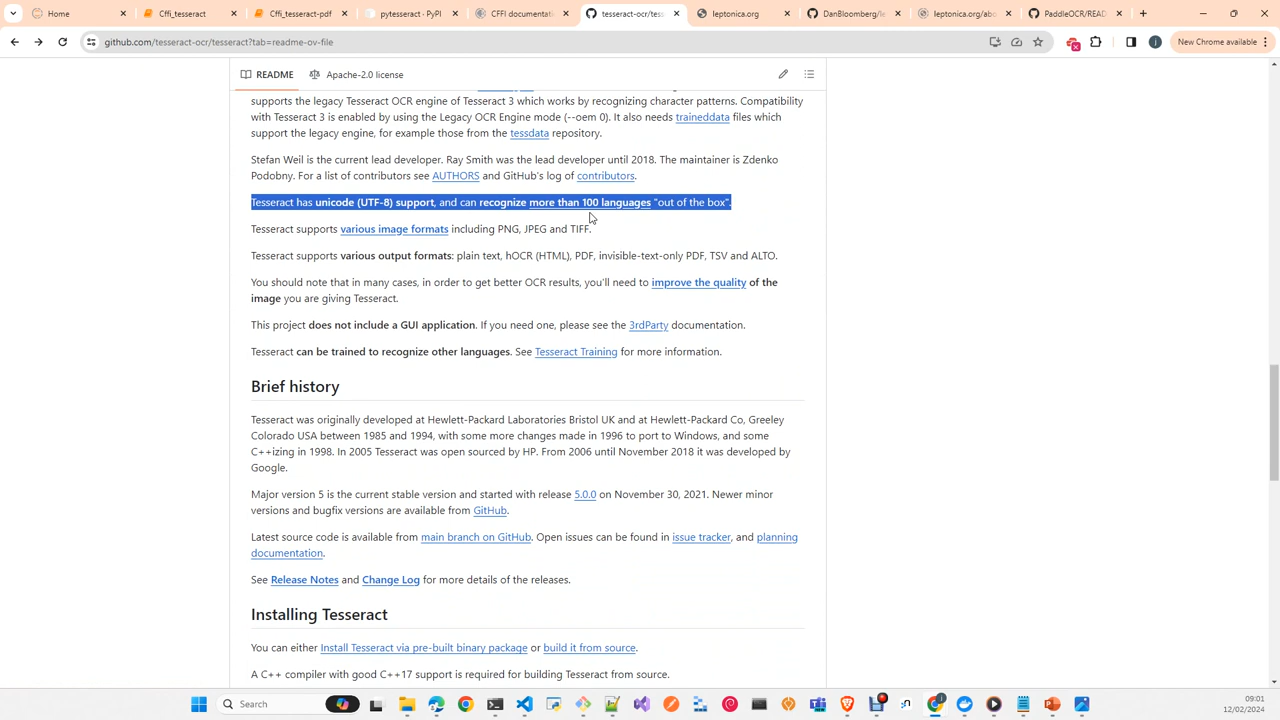 Home
Cffi_tesseract
Cffi_tesseract-pdf
pytesseract - PyPI
CFFI documentati
tesseract-ocr/tess
leptonica.org
DanBloomberg/le
leptonica.org/abo
PaddleOCR/READ
github.com/tesseract-ocr/tesseract?tab=readme-ov-file
New Chrome available
README
Apache-2.0 license
supports the legacy Tesseract OCR engine of Tesseract 3 which works by recognizing character patterns. Compatibility
with Tesseract 3 is enabled by using the Legacy OCR Engine mode (--oem 0). It also needs traineddata files which
support the legacy engine, for example those from the tessdata repository.
Stefan Weil is the current lead developer. Ray Smith was the lead developer until 2018. The maintainer is Zdenko
Podobny. For a list of contributors see AUTHORS and GitHub's log of contributors.
Tesseract has unicode (UTF-8) support, and can recognize more than 100 languages "out of the box".
Tesseract supports various image formats including PNG, JPEG and TIFF.
Tesseract supports various output formats: plain text, hOCR (HTML), PDF, invisible-text-only PDF, TSV and ALTO.
You should note that in many cases, in order to get better OCR results, you'll need to improve the quality of the
image you are giving Tesseract.
This project does not include a GUI application. If you need one, please see the 3rdParty documentation.
Tesseract can be trained to recognize other languages. See Tesseract Training for more information.
Brief history
Tesseract was originally developed at Hewlett-Packard Laboratories Bristol UK and at Hewlett-Packard Co, Greeley
Colorado USA between 1985 and 1994, with some more changes made in 1996 to port to Windows, and some
C++izing in 1998. In 2005 Tesseract was open sourced by HP. From 2006 until November 2018 it was developed by
Google.
Major version 5 is the current stable version and started with release 5.0.0 on November 30, 2021. Newer minor
versions and bugfix versions are available from GitHub.
Latest source code is available from main branch on GitHub. Open issues can be found in issue tracker, and planning
documentation.
See Release Notes and Change Log for more details of the releases.
Installing Tesseract
You can either Install Tesseract via pre-built binary package or build it from source.
A C++ compiler with good C++17 support is required for building Tesseract from source.
Search
09:01
12/02/2024